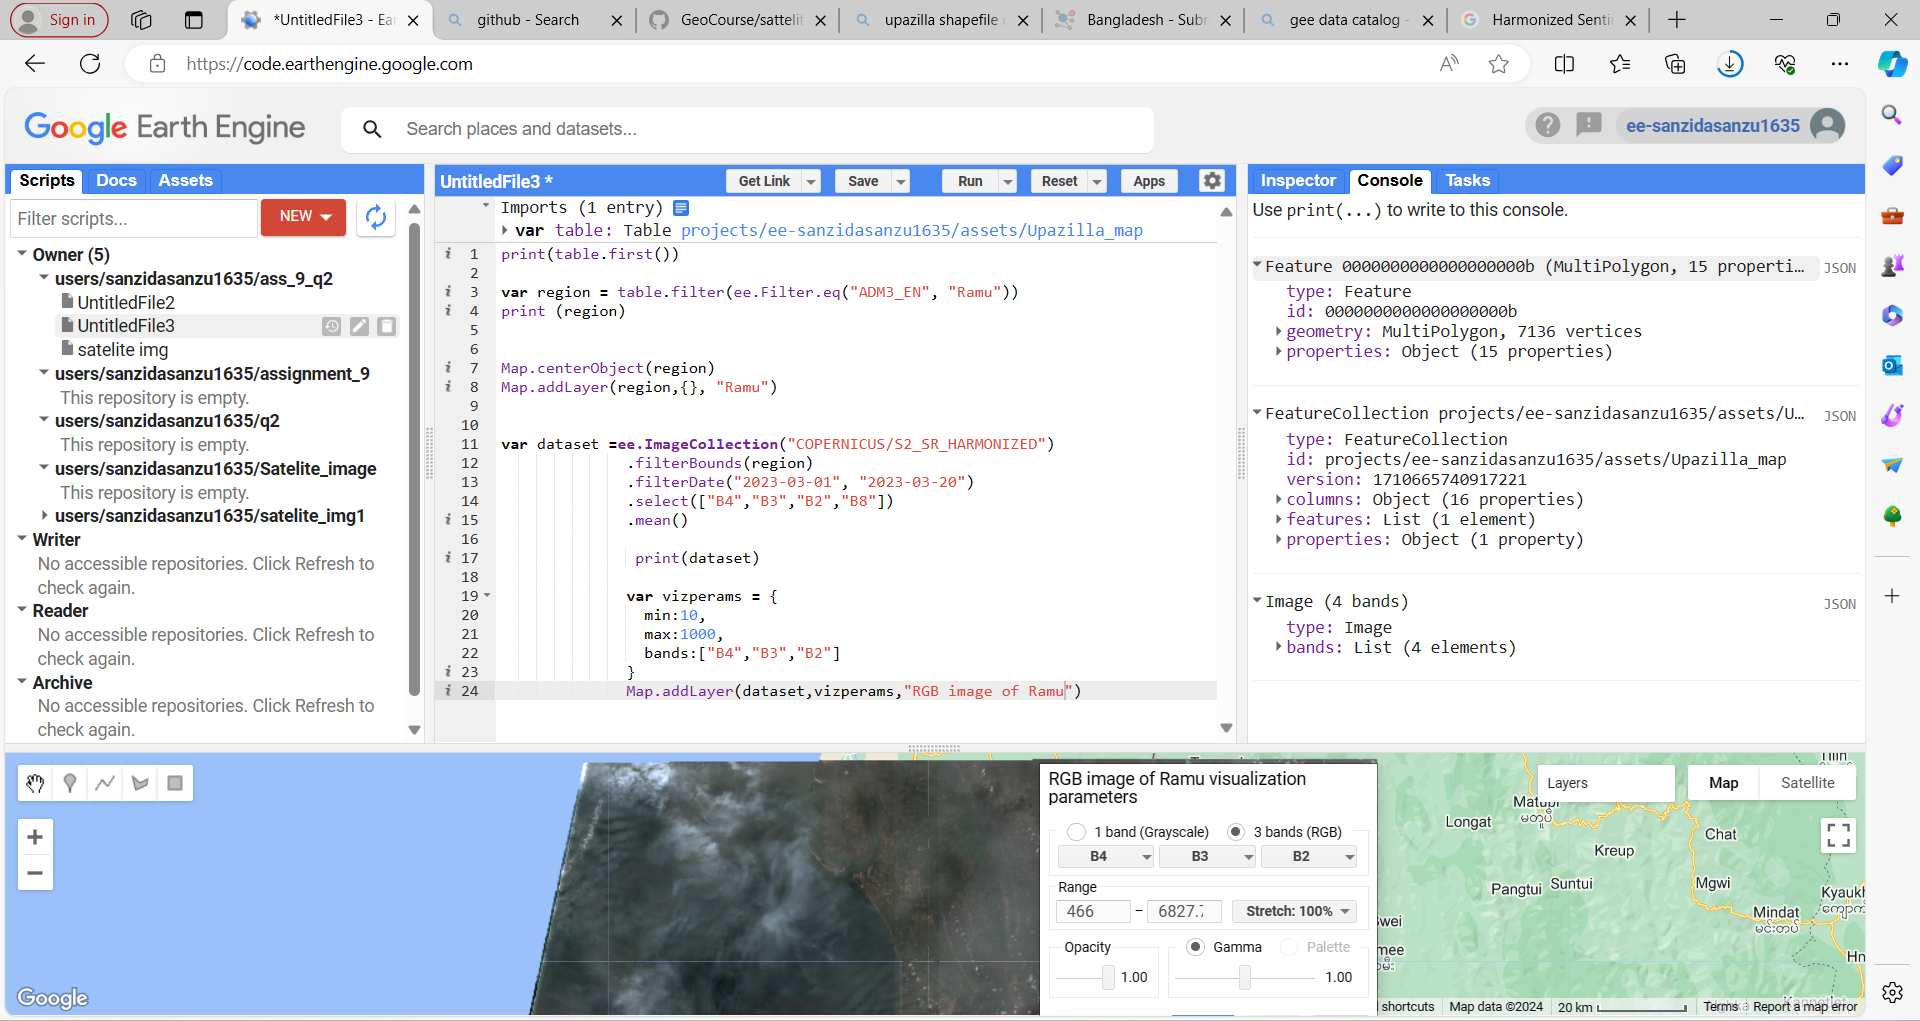 Sign in
*UntitledFile3 - Ea
github - Search
GeoCourse/sattelit
upazilla shapefile
Bangladesh - Subn
gee data catalog -
Harmonized Senti
https://code.earthengine.google.com
Google Earth Engine
Search places and datasets...
ee-sanzidasanzu1635
Scripts Docs Assets
Filter scripts...
NEW
Owner (5)
users/sanzidasanzu1635/ass_9_q2
UntitledFile2
UntitledFile3
satelite img
users/sanzidasanzu1635/assignment_9
This repository is empty.
users/sanzidasanzu1635/q2
This repository is empty.
users/sanzidasanzu1635/Satelite_image
This repository is empty.
users/sanzidasanzu1635/satelite_img1
Writer
No accessible repositories. Click Refresh to
check again.
Reader
No accessible repositories. Click Refresh to
check again.
Archive
No accessible repositories. Click Refresh to
check again.
UntitledFile3 *
Get Link Save Run Reset Apps
Imports (1 entry)
var table: Table projects/ee-sanzidasanzu1635/assets/Upazilla_map
1 print(table.first())
2
3 var region = table.filter(ee.Filter.eq("ADM3_EN", "Ramu"))
4 print (region)
5
6
7 Map.centerObject(region)
8 Map.addLayer(region,{}, "Ramu")
9
10
11 var dataset =ee.ImageCollection("COPERNICUS/S2_SR_HARMONIZED")
12 .filterBounds(region)
13 .filterDate("2023-03-01", "2023-03-20")
14 .select(["B4","B3","B2","B8"])
15 .mean()
16
17 print(dataset)
18
19 var vizperams = {
20 min:10,
21 max:1000,
22 bands:["B4","B3","B2"]
23 }
24 Map.addLayer(dataset,vizperams,"RGB image of Ramu")
Inspector Console Tasks
Use print(...) to write to this console.
Feature 0000000000000000000b (MultiPolygon, 15 properti... JSON
type: Feature
id: 0000000000000000000b
geometry: MultiPolygon, 7136 vertices
properties: Object (15 properties)
FeatureCollection projects/ee-sanzidasanzu1635/assets/U... JSON
type: FeatureCollection
id: projects/ee-sanzidasanzu1635/assets/Upazilla_map
version: 1710665740917221
columns: Object (16 properties)
features: List (1 element)
properties: Object (1 property)
Image (4 bands) JSON
type: Image
bands: List (4 elements)
RGB image of Ramu visualization
parameters
1 band (Grayscale) 3 bands (RGB)
B4 B3 B2
Range
466 – 6827.7 Stretch: 100%
Opacity Gamma Palette
1.00 1.00
Layers
Map Satellite
Matupi
မတူပီ
Longat
Chat
Kreup
Pangtui Suntui
Mgwi
Mindat
မင်းတပ်
Google
shortcuts Map data ©2024 20 km Terms Report a map error